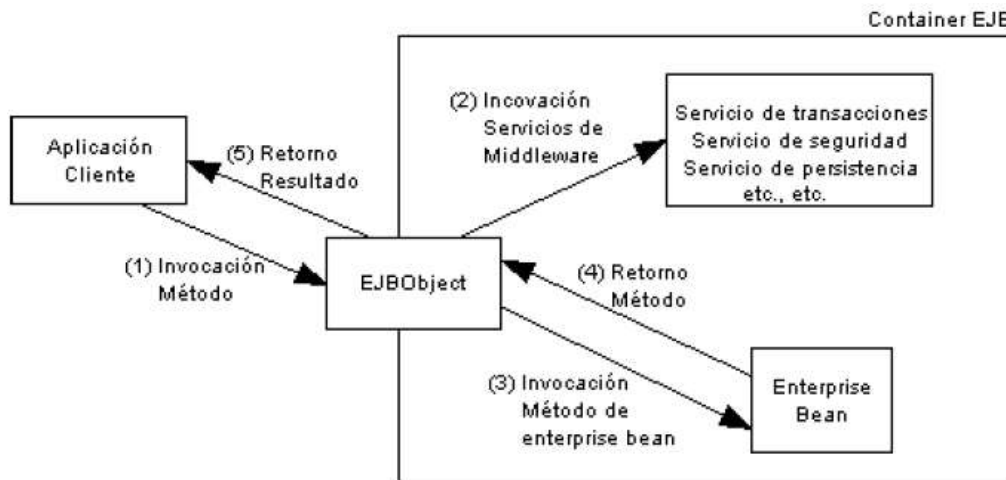 Container EJB
(2) Incovación
Servicios de
Middleware
Servicio de transacciones
Servicio de seguridad
Servicio de persistencia
etc., etc.
Aplicación
Cliente
(5) Retorno
Resultado
(1) Invocación
Método
EJBObject
(4) Retorno
Método
(3) Invocación
Método de
enterprise bean
Enterprise
Bean